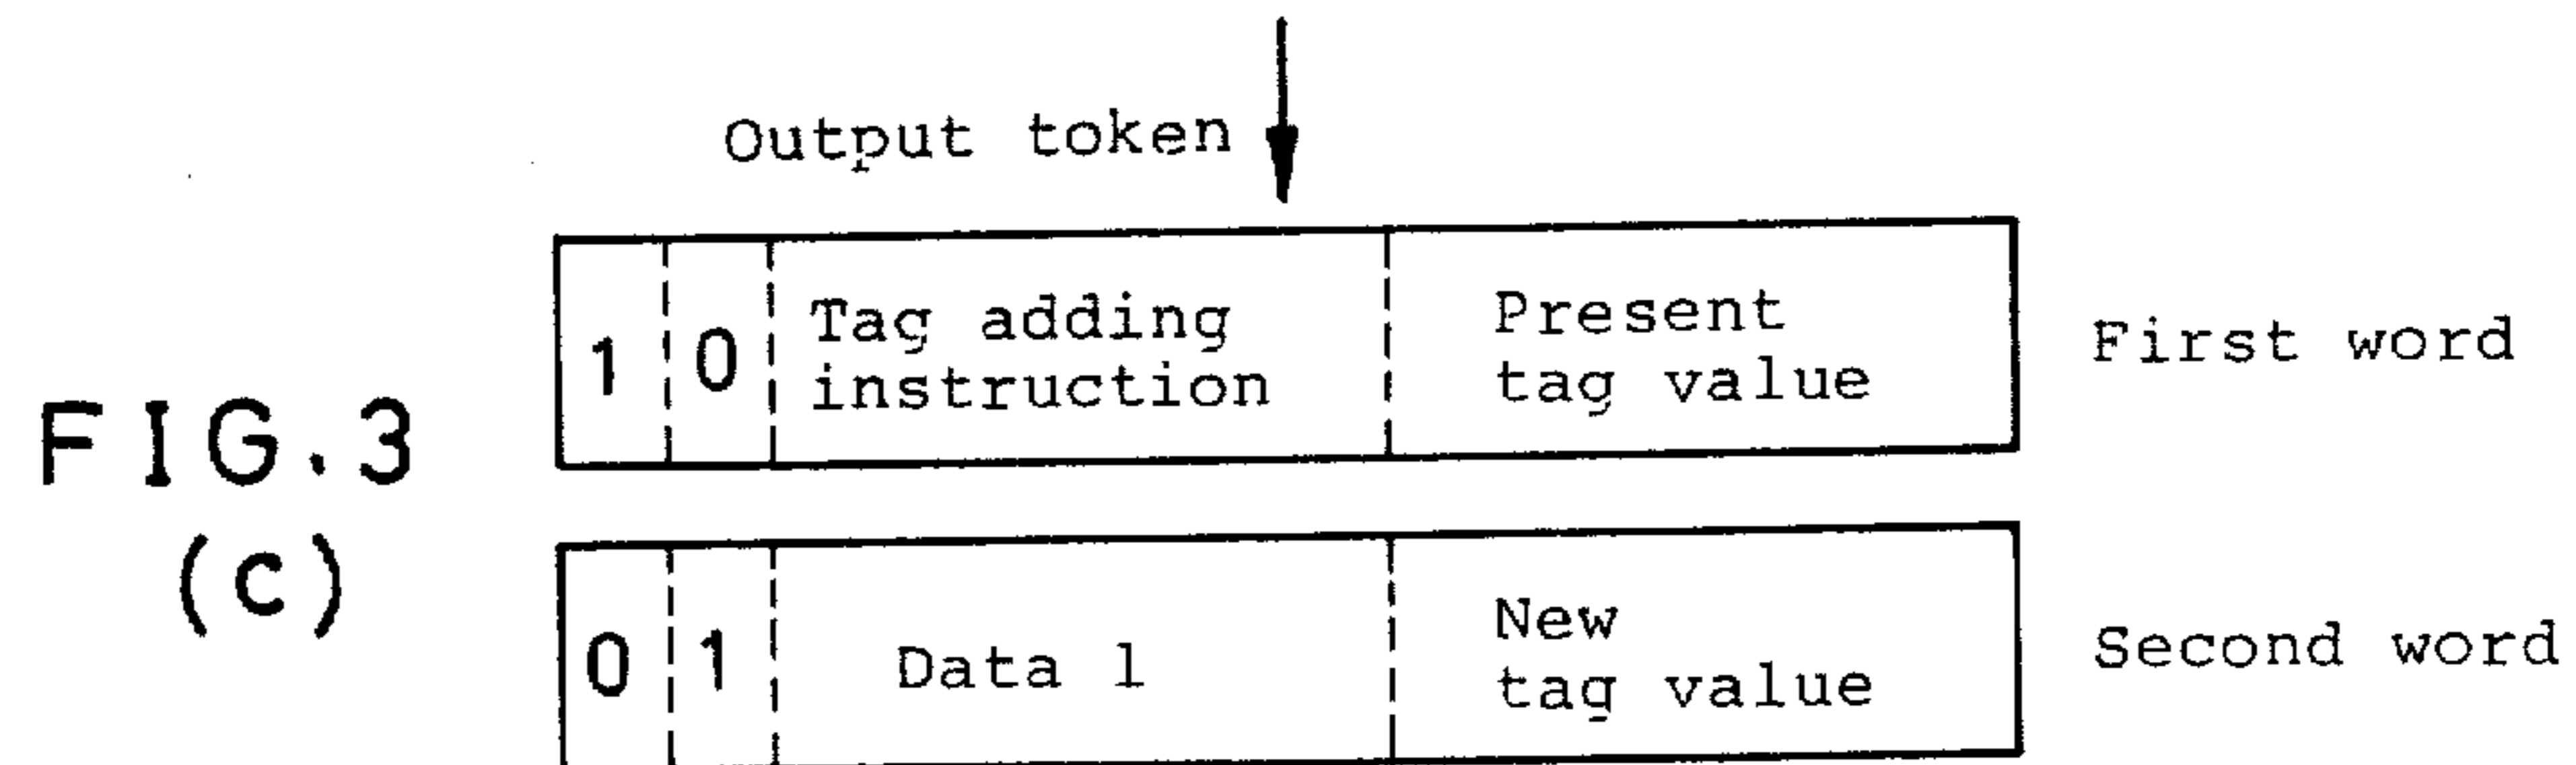 Output token
1 0 Tag adding instruction Present tag value First word
FIG.3
(c)
0 1 Data 1 New tag value Second word